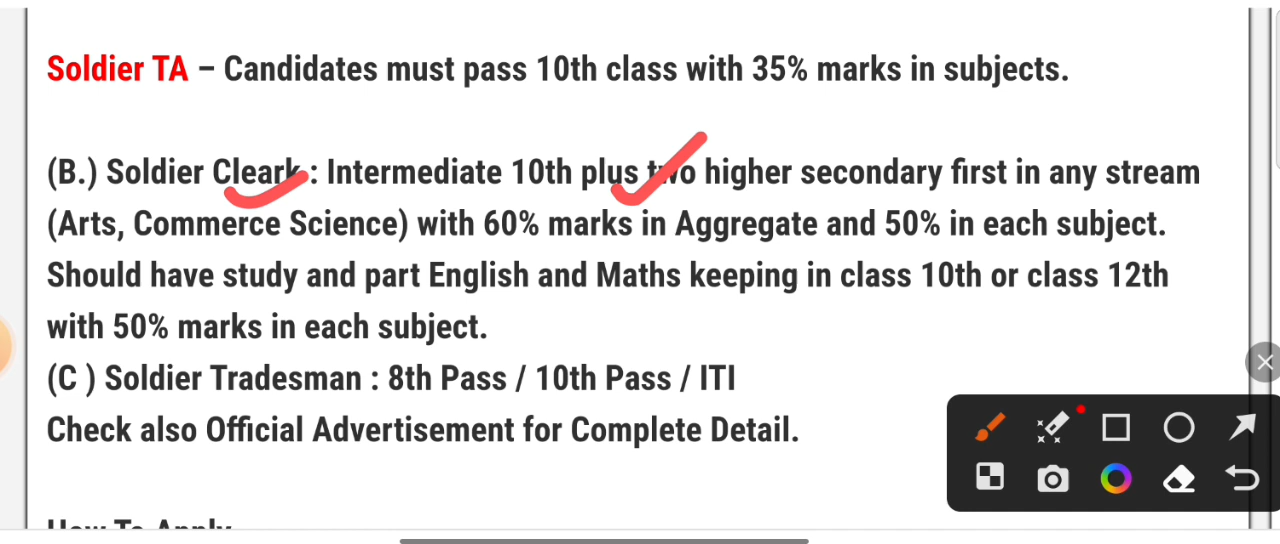 Soldier TA – Candidates must pass 10th class with 35% marks in subjects.
(B.) Soldier Cleark : Intermediate 10th plus two higher secondary first in any stream
(Arts, Commerce Science) with 60% marks in Aggregate and 50% in each subject.
Should have study and part English and Maths keeping in class 10th or class 12th
with 50% marks in each subject.
(C ) Soldier Tradesman : 8th Pass / 10th Pass / ITI
Check also Official Advertisement for Complete Detail.
How To Apply